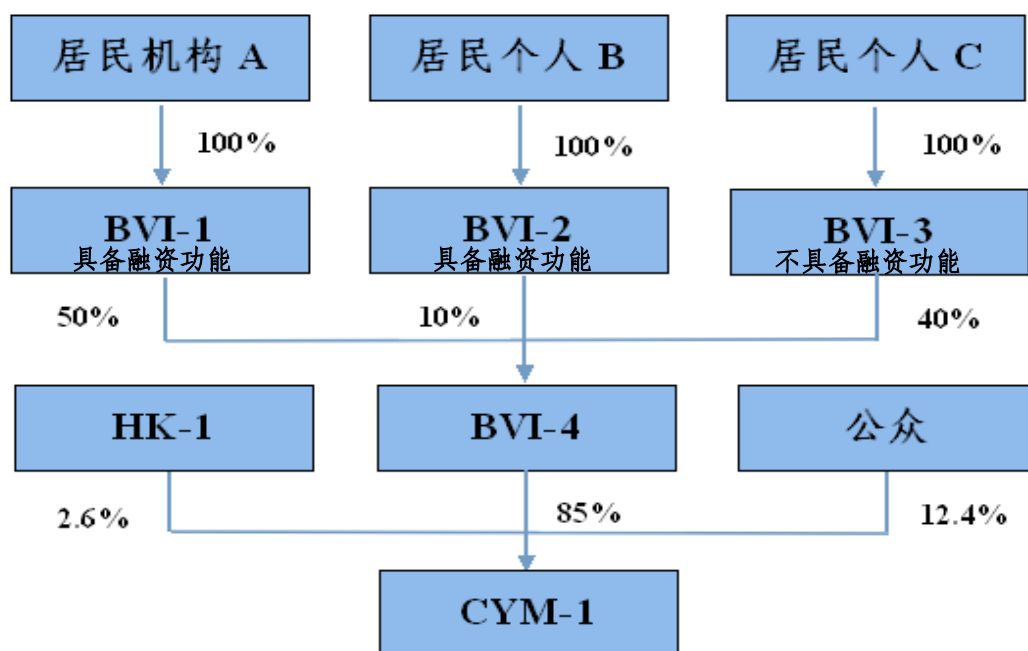 居民机构 A
居民个人 B
居民个人 C
100%
100%
100%
BVI-1
具备融资功能
BVI-2
具备融资功能
BVI-3
不具备融资功能
50%
10%
40%
HK-1
BVI-4
公众
2.6%
85%
12.4%
CYM-1